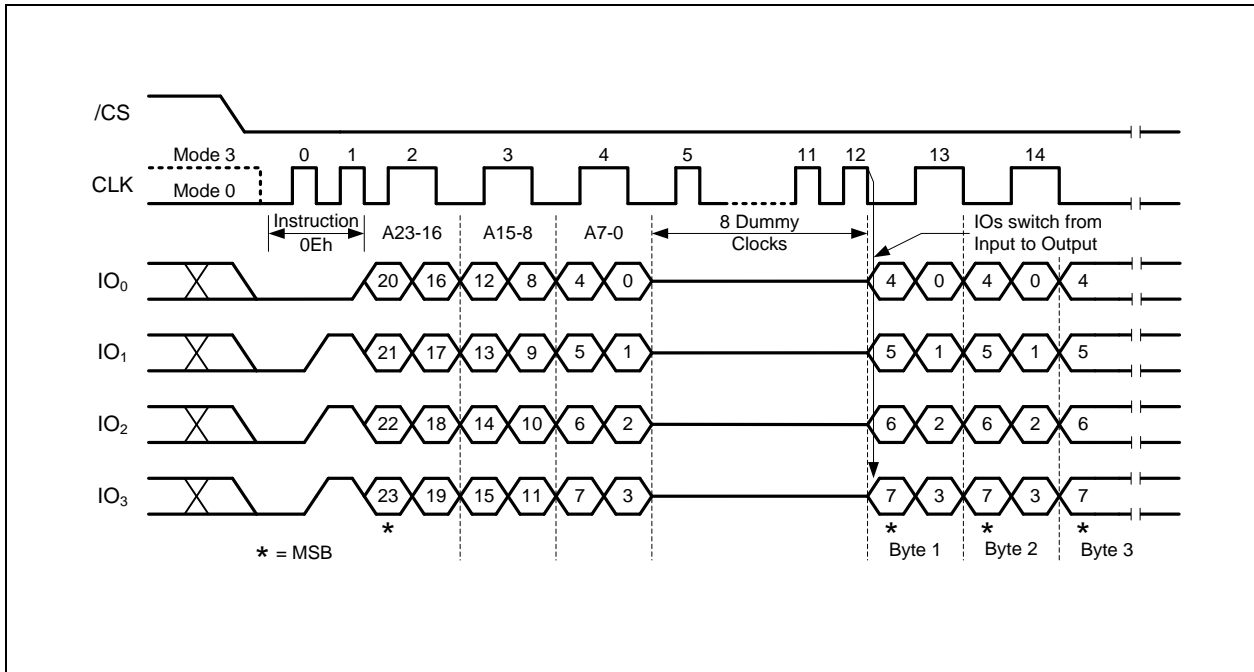 /CS
Mode 3 0 1 2 3 4 5 11 12 13 14
CLK Mode 0
Instruction 0Eh A23-16 A15-8 A7-0 8 Dummy Clocks IOs switch from Input to Output
IO0 20 16 12 8 4 0 4 0 4 0 4
IO1 21 17 13 9 5 1 5 1 5 1 5
IO2 22 18 14 10 6 2 6 2 6 2 6
IO3 23 19 15 11 7 3 7 3 7 3 7
* * * *
* = MSB Byte 1 Byte 2 Byte 3